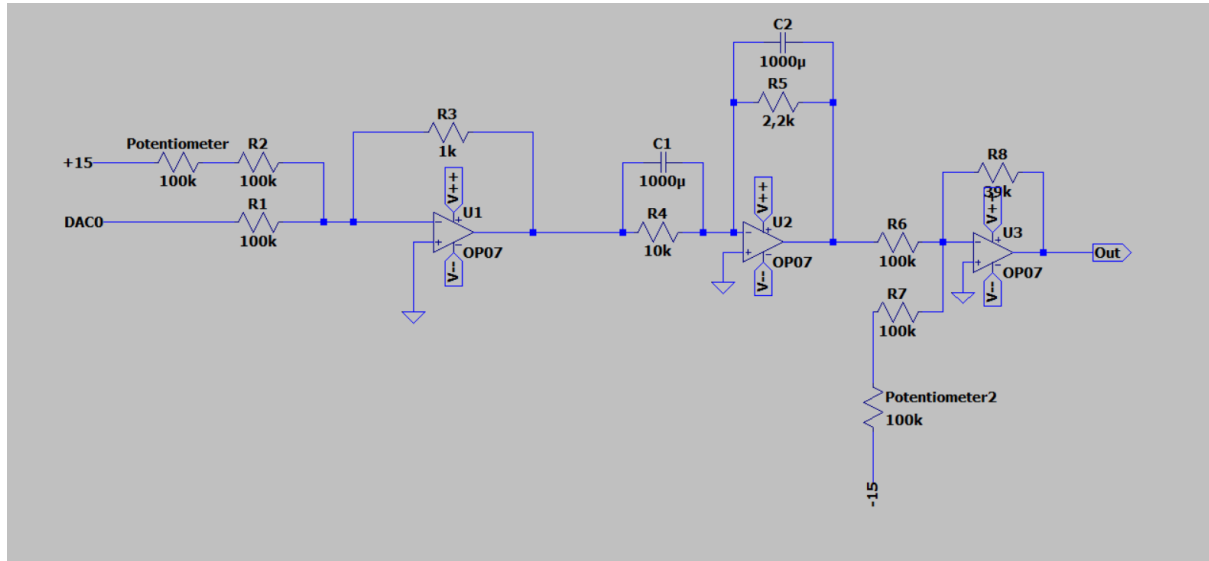 C2
1000µ
R5
2,2k
R3
1k
Potentiometer
100k
R2
100k
+15
C1
1000µ
R8
39k
V++
U1
OP07
V--
R1
100k
DAC0
R4
10k
V++
U2
OP07
V--
R6
100k
V++
U3
OP07
V--
Out
R7
100k
Potentiometer2
100k
-15